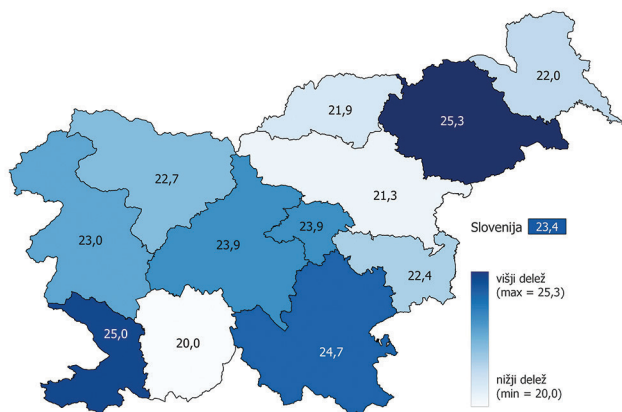 22,0
21,9
25,3
22,7
21,3
23,0
23,9
23,9
22,4
25,0
20,0
24,7
Slovenija 23,4
višji delež
(max = 25,3)
nižji delež
(min = 20,0)